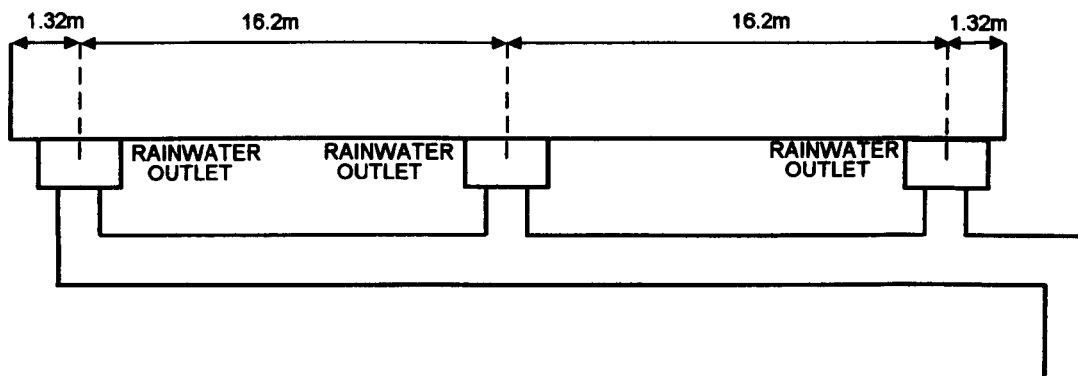 1.32m
16.2m
16.2m
1.32m
RAINWATER
OUTLET
RAINWATER
OUTLET
RAINWATER
OUTLET